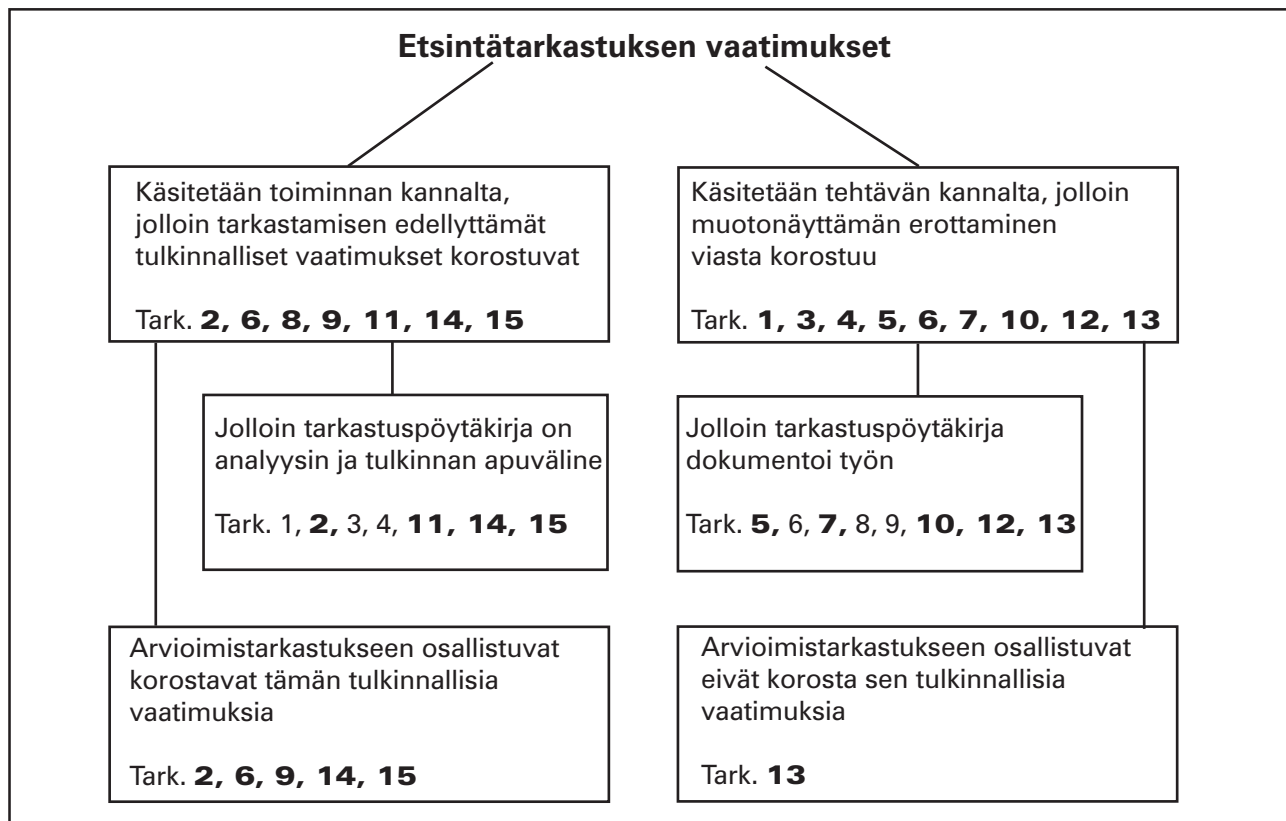 Etsintätarkastuksen vaatimukset
Käsitetään toiminnan kannalta,
jolloin tarkastamisen edellyttämät
tulkinnalliset vaatimukset korostuvat
Tark. 2, 6, 8, 9, 11, 14, 15
Käsitetään tehtävän kannalta, jolloin
muotonäyttämän erottaminen
viasta korostuu
Tark. 1, 3, 4, 5, 6, 7, 10, 12, 13
Jolloin tarkastuspöytäkirja on
analyysin ja tulkinnan apuväline
Tark. 1, 2, 3, 4, 11, 14, 15
Jolloin tarkastuspöytäkirja
dokumentoi työn
Tark. 5, 6, 7, 8, 9, 10, 12, 13
Arvioimistarkastukseen osallistuvat
korostavat tämän tulkinnallisia
vaatimuksia
Tark. 2, 6, 9, 14, 15
Arvioimistarkastukseen osallistuvat
eivät korosta sen tulkinnallisia
vaatimuksia
Tark. 13